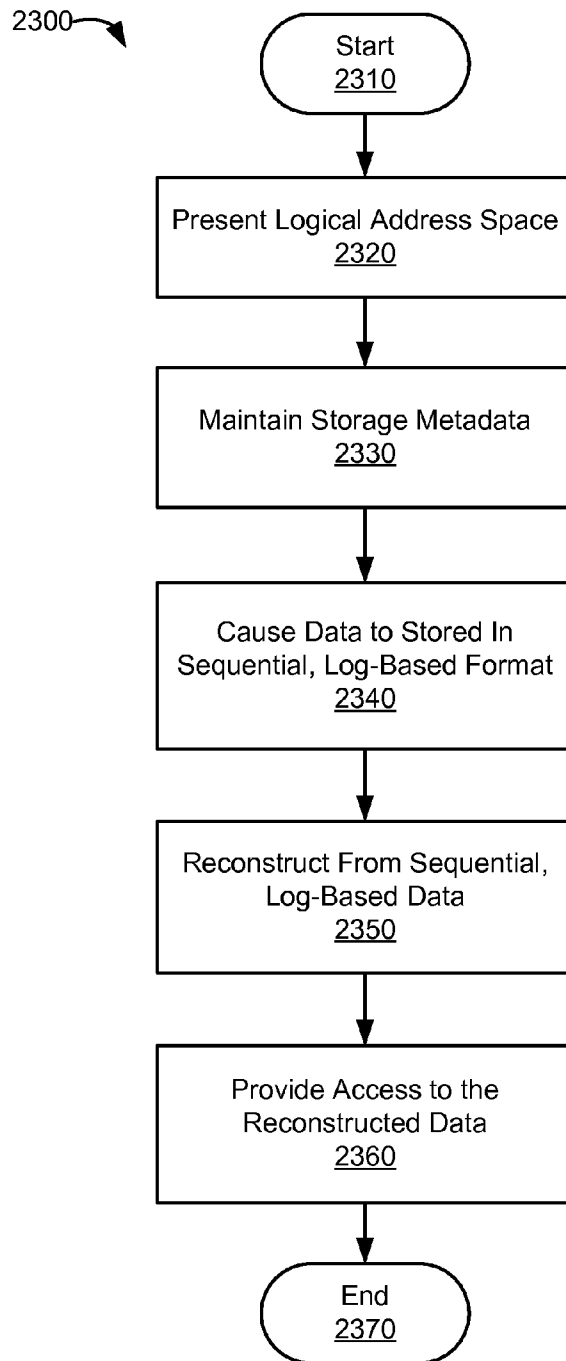 2300
Start
2310
Present Logical Address Space
2320
Maintain Storage Metadata
2330
Cause Data to Stored In
Sequential, Log-Based Format
2340
Reconstruct From Sequential,
Log-Based Data
2350
Provide Access to the
Reconstructed Data
2360
End
2370